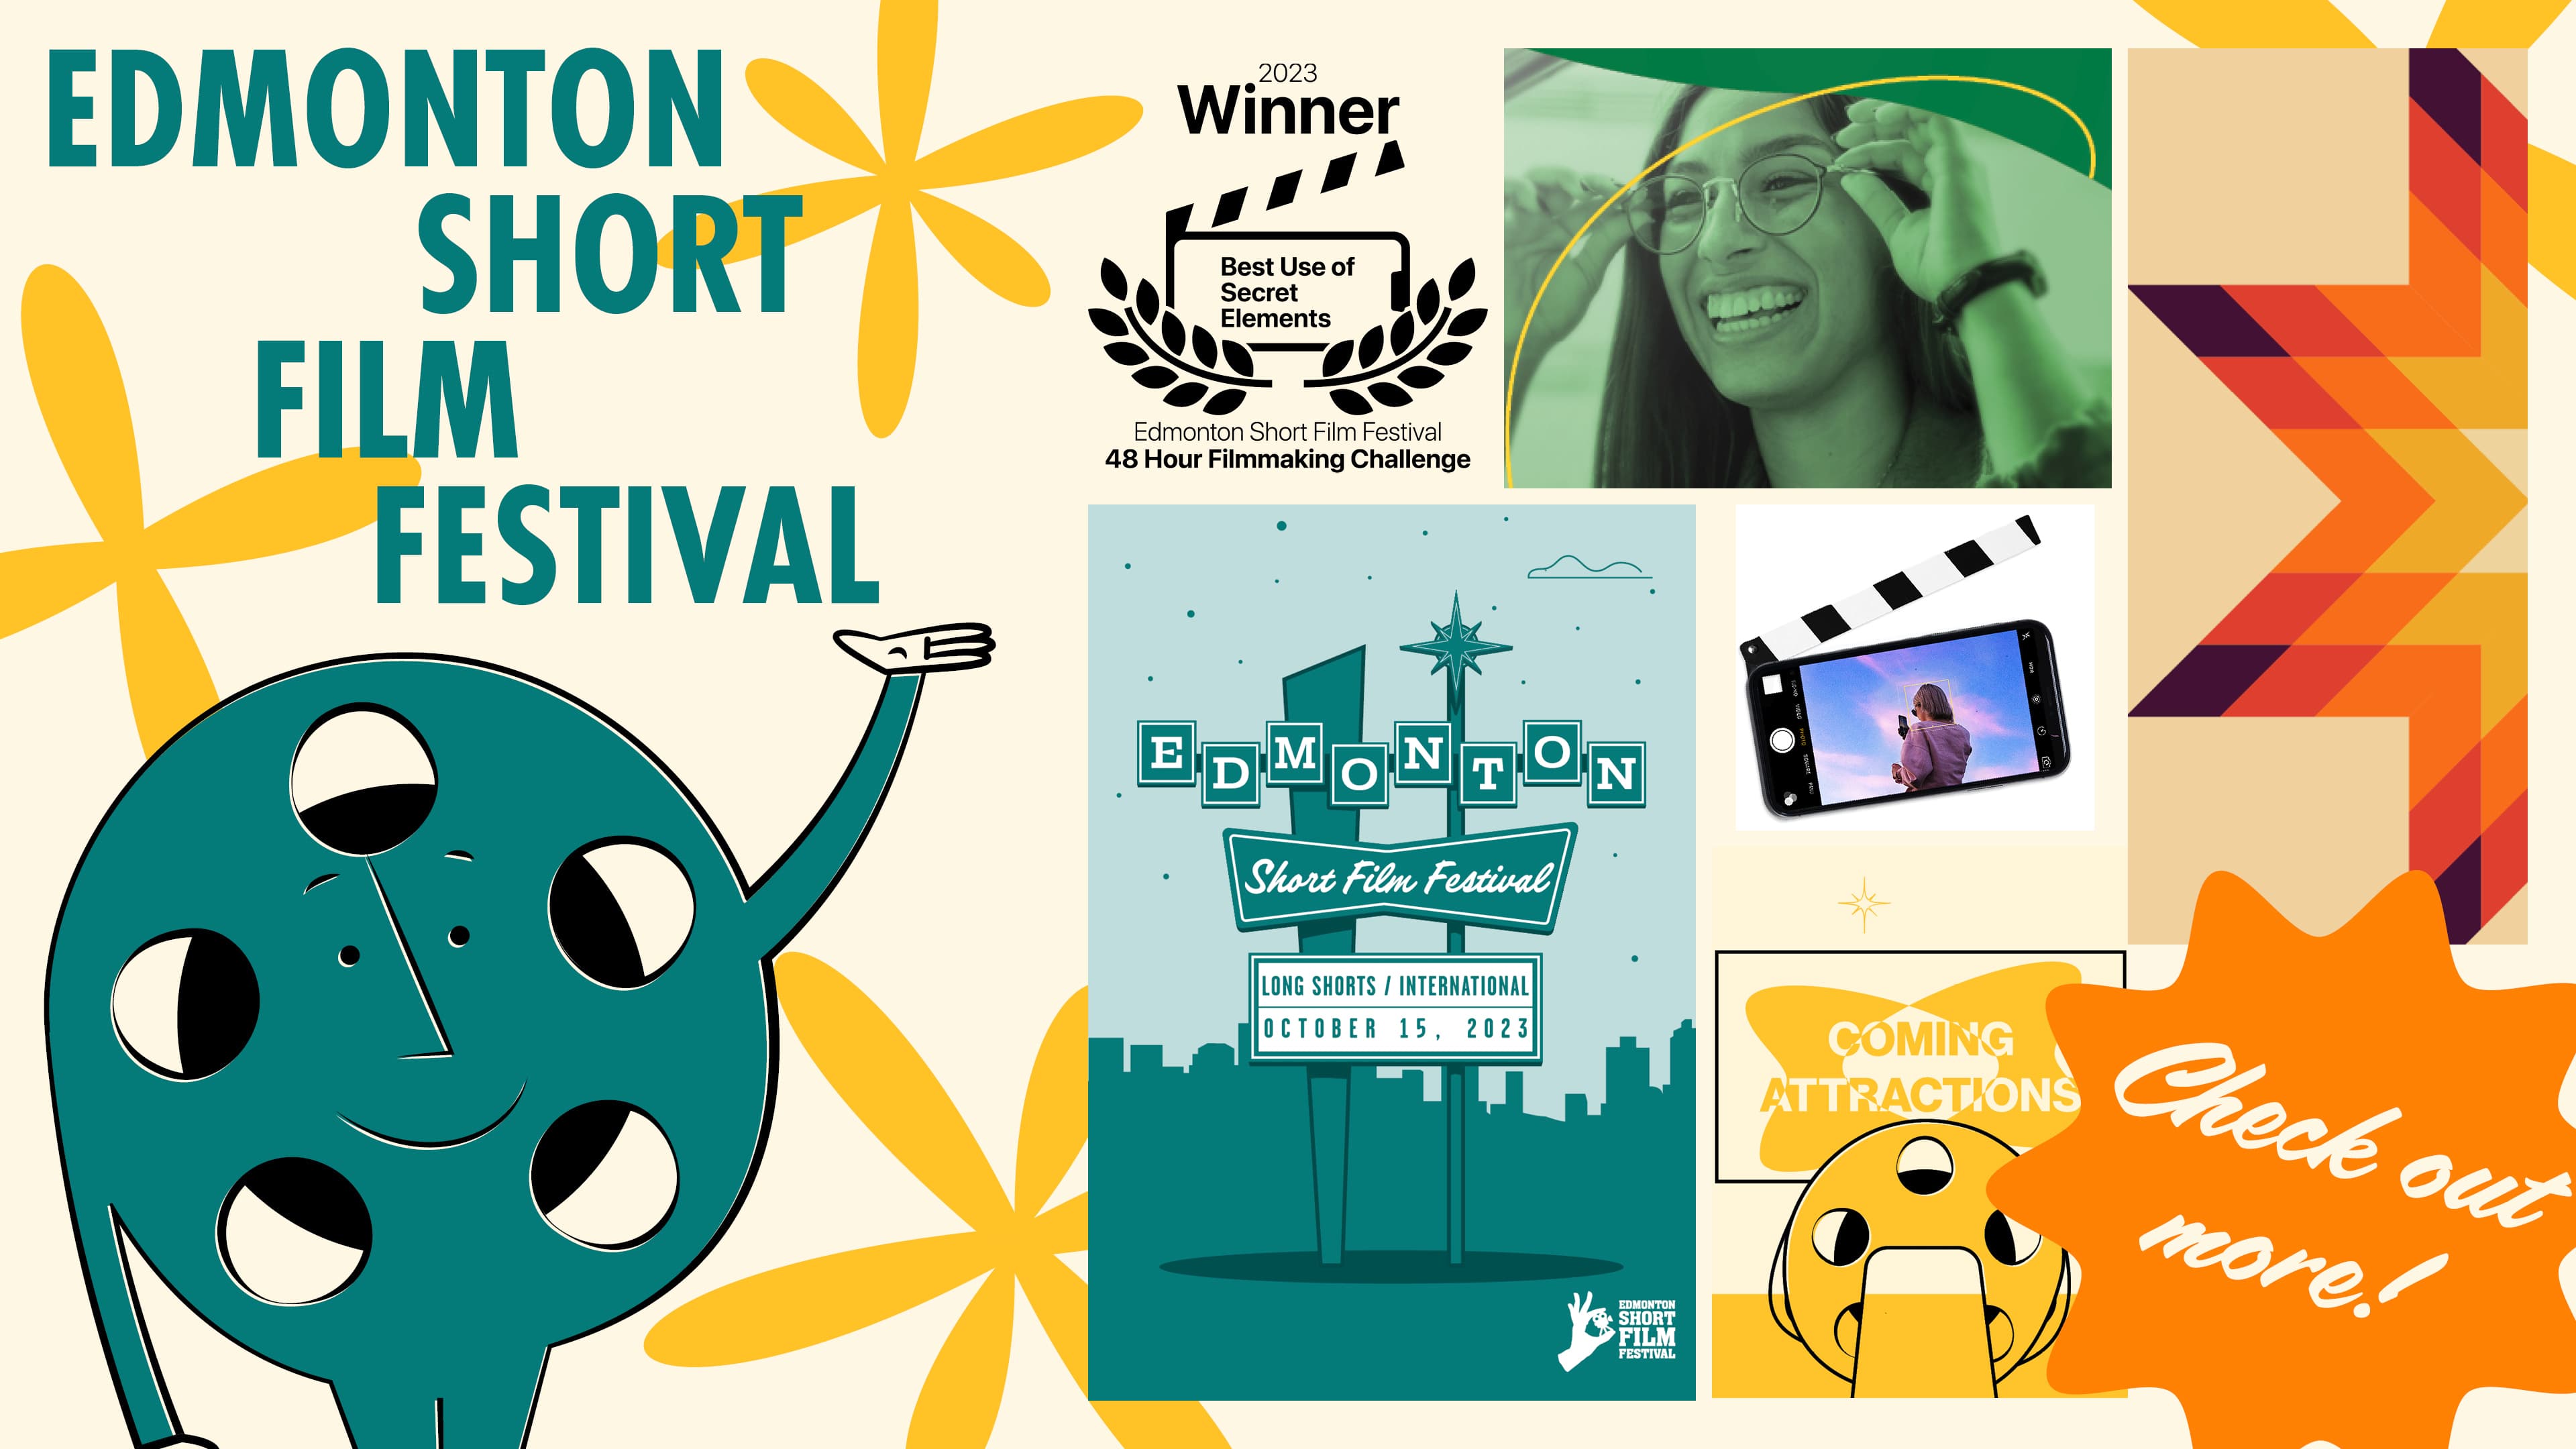 EDMONTON
SHORT
FILM
FESTIVAL
2023
Winner
Best Use of
Secret
Elements
Edmonton Short Film Festival
48 Hour Filmmaking Challenge
EDMONTON
Short Film Festival
LONG SHORTS / INTERNATIONAL
OCTOBER 15, 2023
EDMONTON
SHORT
FILM
FESTIVAL
COMING
ATTRACTIONS
Check out
more!